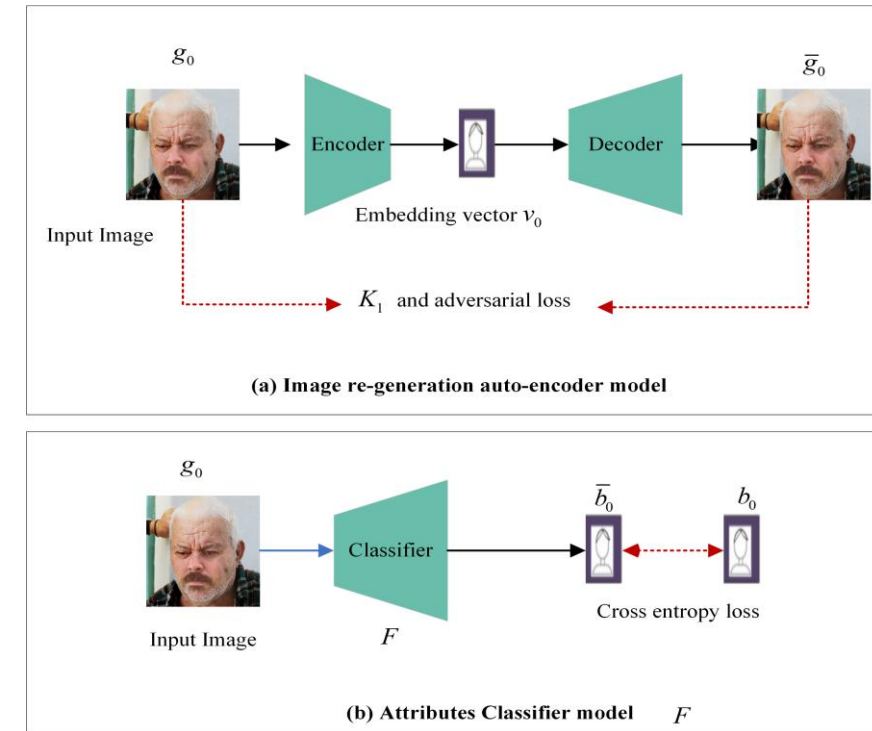 g₀
g̅₀
Encoder
Decoder
Embedding vector v₀
Input Image
K₁ and adversarial loss
(a) Image re-generation auto-encoder model
g₀
b̅₀
b₀
Classifier
Cross entropy loss
Input Image
F
(b) Attributes Classifier model F